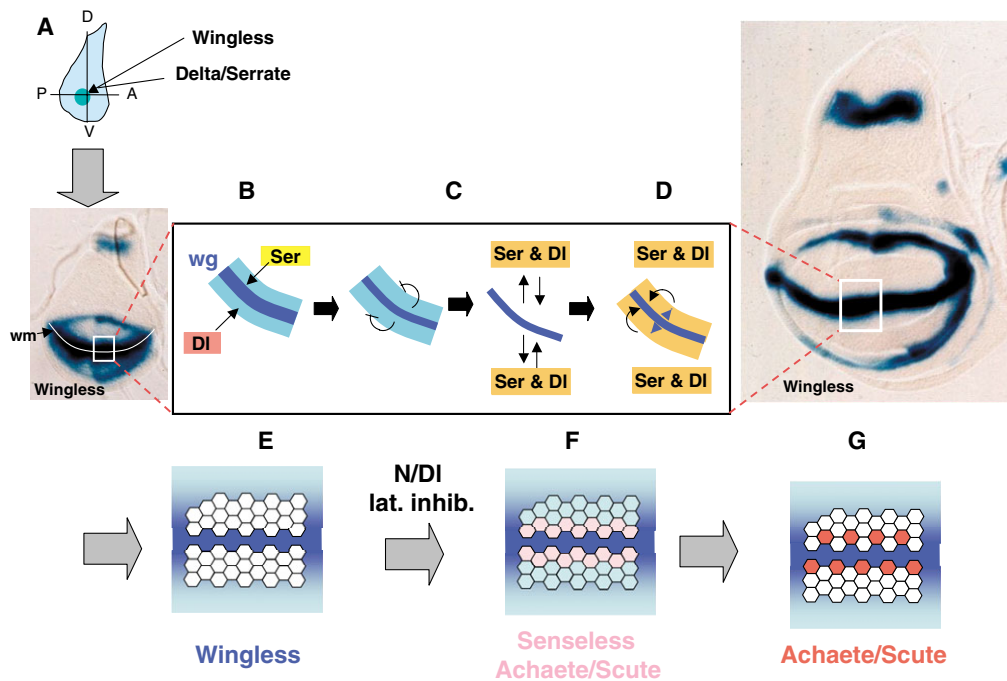 A
D
Wingless
Delta/Serrate
P
A
V
B
C
D
wg
Ser
Dl
Ser & Dl
Ser & Dl
Ser & Dl
Ser & Dl
wm
Wingless
Wingless
E
F
G
N/Dl
lat. inhib.
Wingless
Senseless
Achaete/Scute
Achaete/Scute